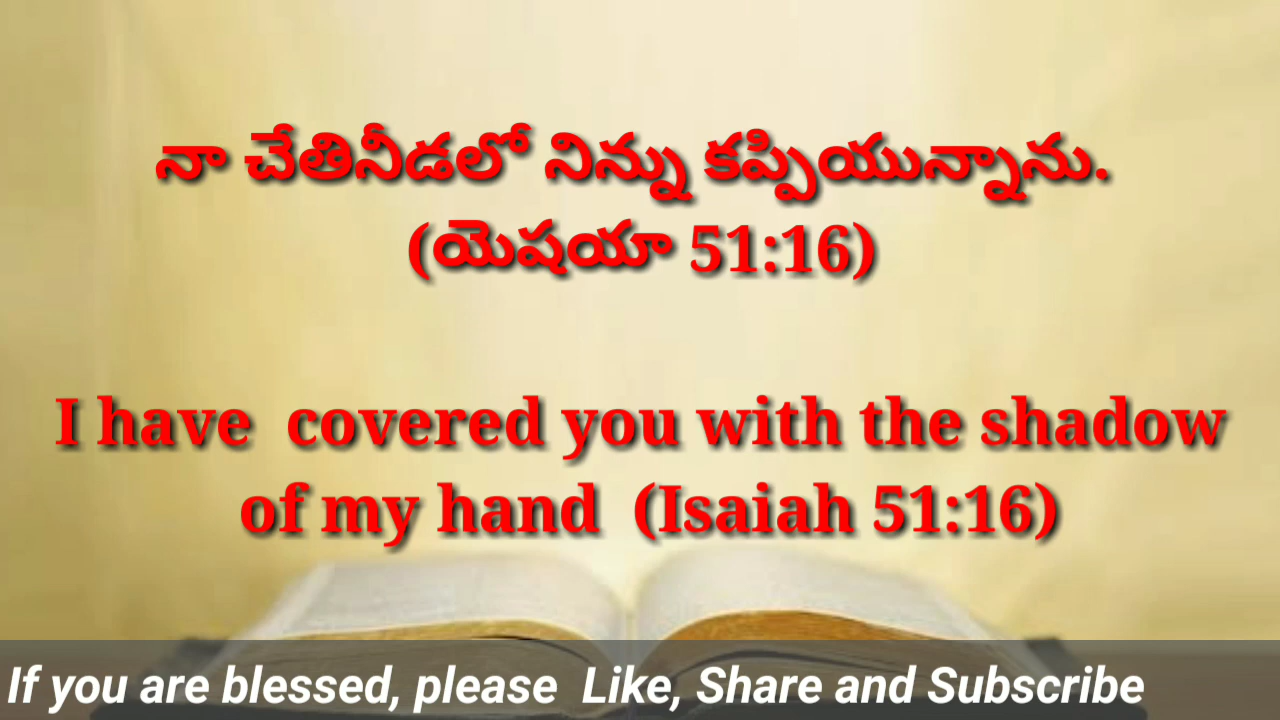 నా చేతినీడలో నిన్ను కప్పియున్నాను.
(యెషయా 51:16)
I have  covered you with the shadow
of my hand  (Isaiah 51:16)
If you are blessed, please  Like, Share and Subscribe